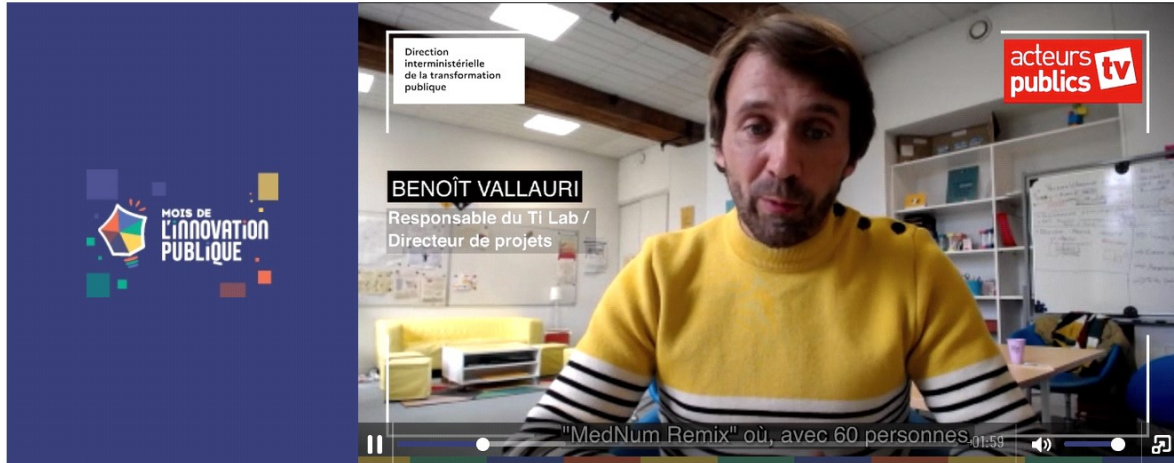 MOIS DE
L'INNOVATION
PUBLIQUE
Direction
interministérielle
de la transformation
publique
acteurs
publics
tv
BENOÎT VALLAURI
Responsable du Ti Lab /
Directeur de projets
"MedNum Remix" où, avec 60 personnes,
01:59